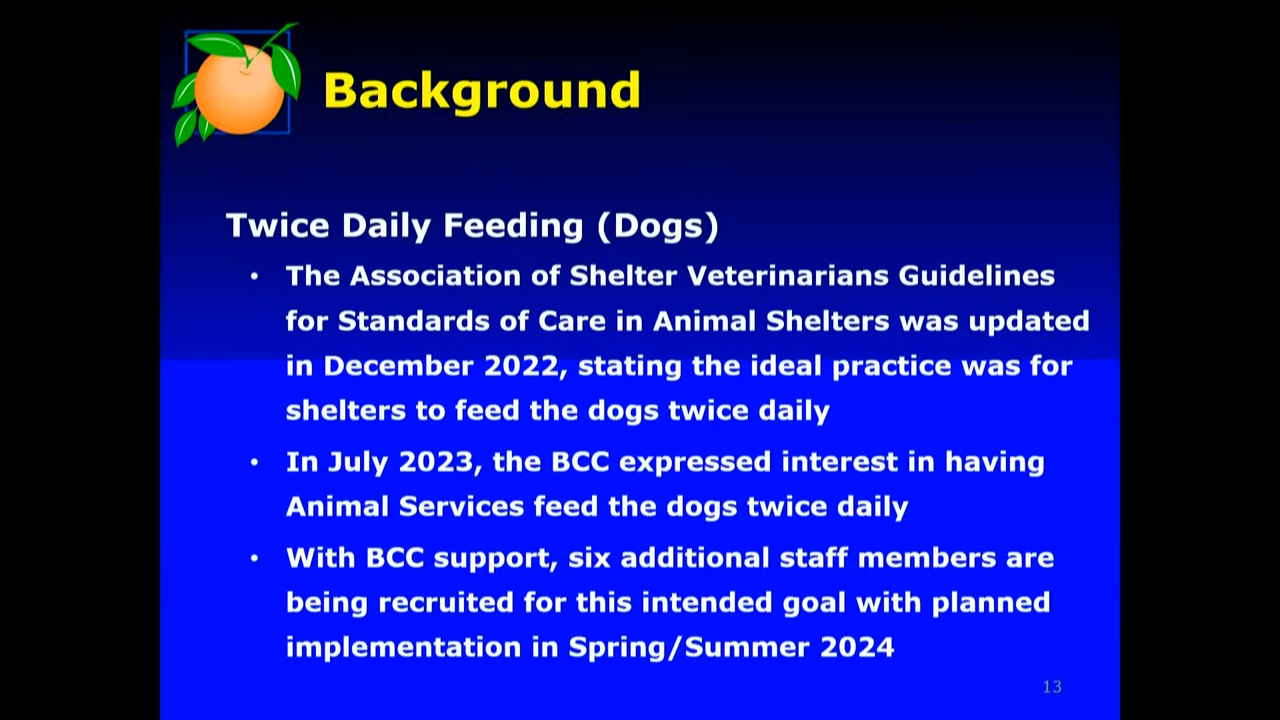 Background
Twice Daily Feeding (Dogs)
• The Association of Shelter Veterinarians Guidelines
for Standards of Care in Animal Shelters was updated
in December 2022, stating the ideal practice was for
shelters to feed the dogs twice daily
• In July 2023, the BCC expressed interest in having
Animal Services feed the dogs twice daily
• With BCC support, six additional staff members are
being recruited for this intended goal with planned
implementation in Spring/Summer 2024
13